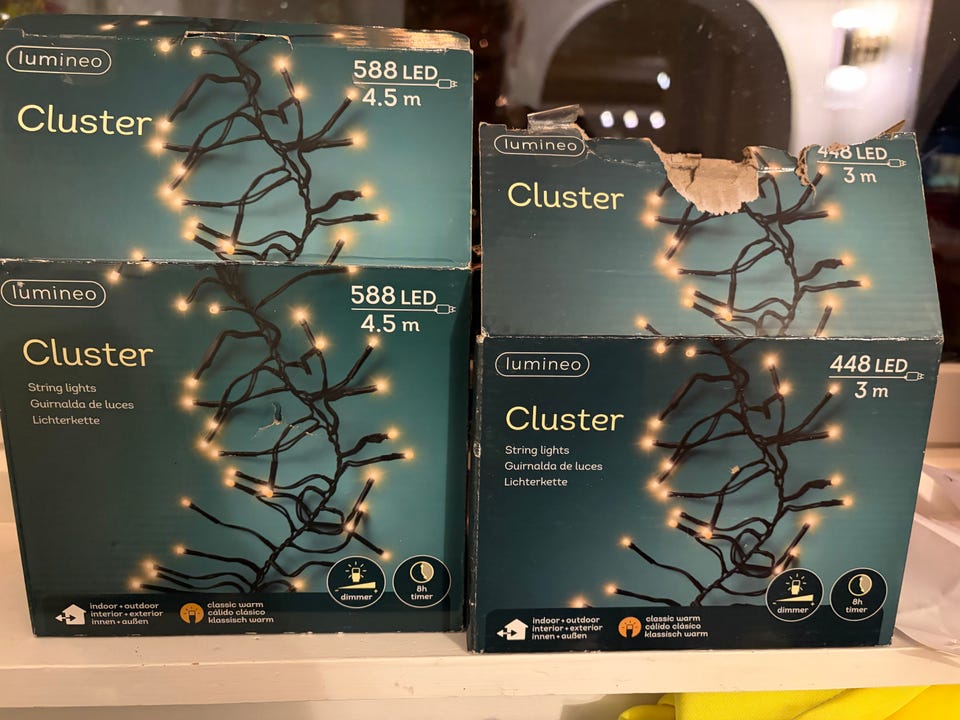 lumineo
588 LED
4.5 m
Cluster
lumineo
588 LED
4.5 m
Cluster
String lights
Guirnalda de luces
Lichterkette
dimmer
8h
timer
indoor + outdoor
interior + exterior
innen + außen
classic warm
cálido clásico
klassisch warm
lumineo
448 LED
3 m
Cluster
lumineo
448 LED
3 m
Cluster
String lights
Guirnalda de luces
Lichterkette
dimmer
8h
timer
indoor + outdoor
interior + exterior
innen + außen
classic warm
cálido clásico
klassisch warm